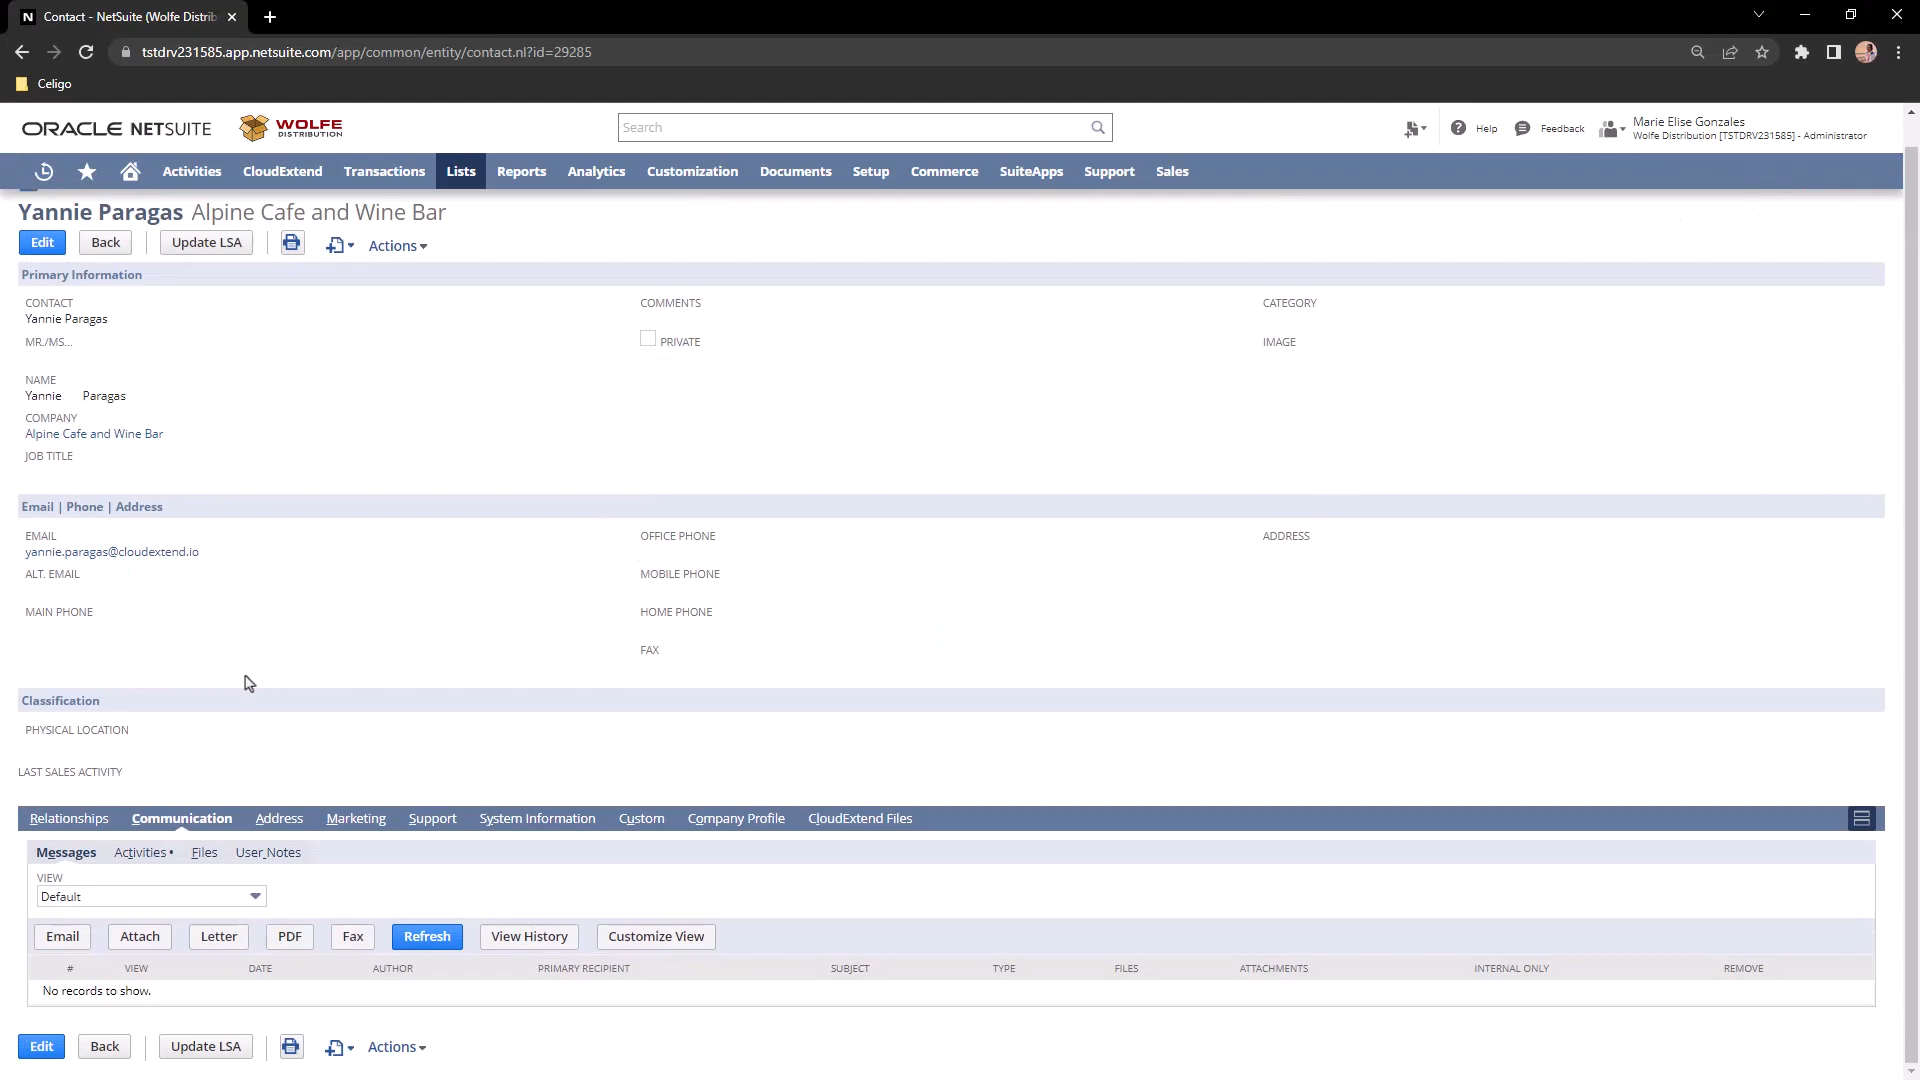 N Contact - NetSuite (Wolfe Distrib
tstdrv231585.app.netsuite.com/app/common/entity/contact.nl?id=29285
Celigo
ORACLE NETSUITE
WOLFE
DISTRIBUTION
Search
Help
Feedback
Marie Elise Gonzales
Wolfe Distribution [TSTDRV231585] - Administrator
Activities CloudExtend Transactions Lists Reports Analytics Customization Documents Setup Commerce SuiteApps Support Sales
Yannie Paragas Alpine Cafe and Wine Bar
Edit Back Update LSA Actions
Primary Information
CONTACT
Yannie Paragas
MR./MS...
NAME
Yannie Paragas
COMPANY
Alpine Cafe and Wine Bar
JOB TITLE
COMMENTS
PRIVATE
CATEGORY
IMAGE
Email | Phone | Address
EMAIL
yannie.paragas@cloudextend.io
ALT. EMAIL
MAIN PHONE
OFFICE PHONE
MOBILE PHONE
HOME PHONE
FAX
ADDRESS
Classification
PHYSICAL LOCATION
LAST SALES ACTIVITY
Relationships Communication Address Marketing Support System Information Custom Company Profile CloudExtend Files
Messages Activities • Files User Notes
VIEW
Default
Email Attach Letter PDF Fax Refresh View History Customize View
# VIEW DATE AUTHOR PRIMARY RECIPIENT SUBJECT TYPE FILES ATTACHMENTS INTERNAL ONLY REMOVE
No records to show.
Edit Back Update LSA Actions